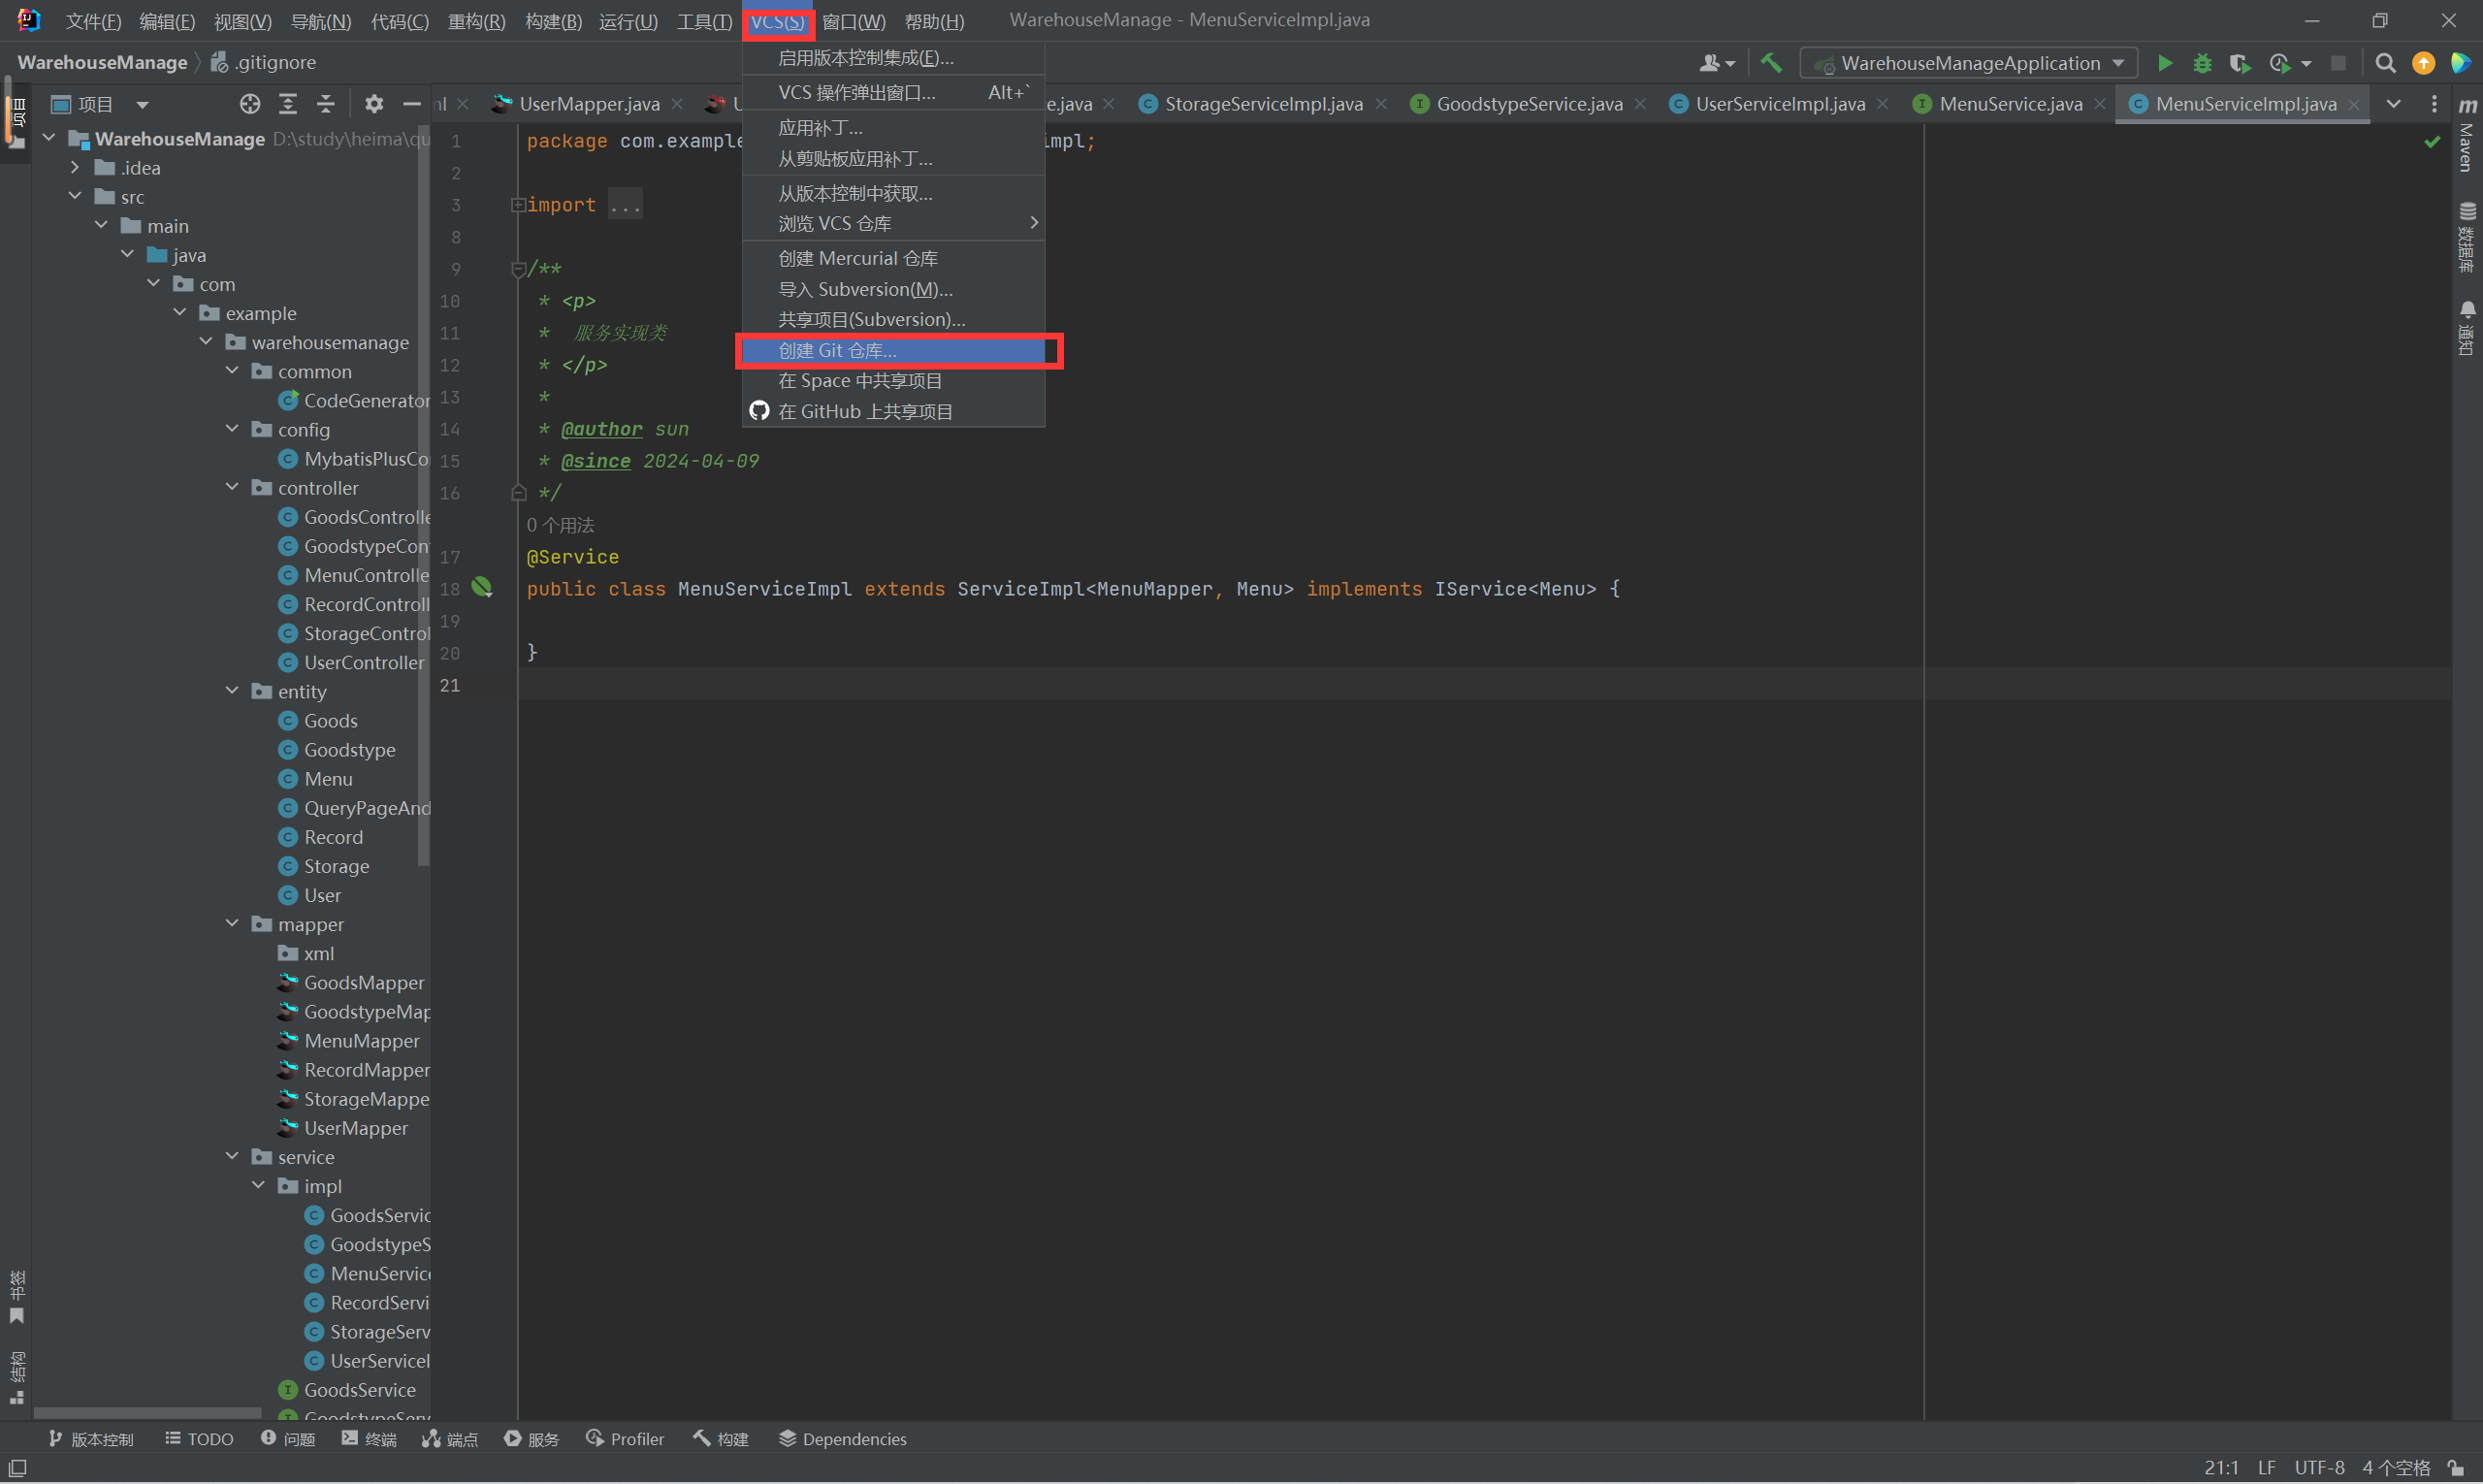 文件(F) 编辑(E) 视图(V) 导航(N) 代码(C) 重构(R) 构建(B) 运行(U) 工具(T) VCS(S) 窗口(W) 帮助(H) WarehouseManage - MenuServiceImpl.java
WarehouseManage .gitignore
WarehouseManageApplication
启用版本控制集成(E)...
VCS 操作弹出窗口... Alt+`
应用补丁...
从剪贴板应用补丁...
从版本控制中获取...
浏览 VCS 仓库
创建 Mercurial 仓库
导入 Subversion(M)...
共享项目(Subversion)...
创建 Git 仓库...
在 Space 中共享项目
在 GitHub 上共享项目
项目
UserMapper.java e.java StorageServiceImpl.java GoodstypeService.java UserServiceImpl.java MenuService.java MenuServiceImpl.java
项目
WarehouseManage D:\study\heima\qu
.idea
src
main
java
com
example
warehousemanage
common
CodeGenerator
config
MybatisPlusCo
controller
GoodsControlle
GoodstypeCon
MenuControlle
RecordControll
StorageControl
UserController
entity
Goods
Goodstype
Menu
QueryPageAnd
Record
Storage
User
mapper
xml
GoodsMapper
GoodstypeMap
MenuMapper
RecordMapper
StorageMappe
UserMapper
service
impl
GoodsServic
GoodstypeS
MenuService
RecordServi
StorageServ
UserServiceI
GoodsService
GoodstypeServ
1 package com.example mpl;
2
3 import ...
8
9 /**
10 * <p>
11 * 服务实现类
12 * </p>
13 *
14 * @author sun
15 * @since 2024-04-09
16 */
0 个用法
17 @Service
18 public class MenuServiceImpl extends ServiceImpl<MenuMapper, Menu> implements IService<Menu> {
19
20 }
21
Maven
数据库
通知
书签
结构
版本控制 TODO 问题 终端 端点 服务 Profiler 构建 Dependencies
21:1 LF UTF-8 4 个空格